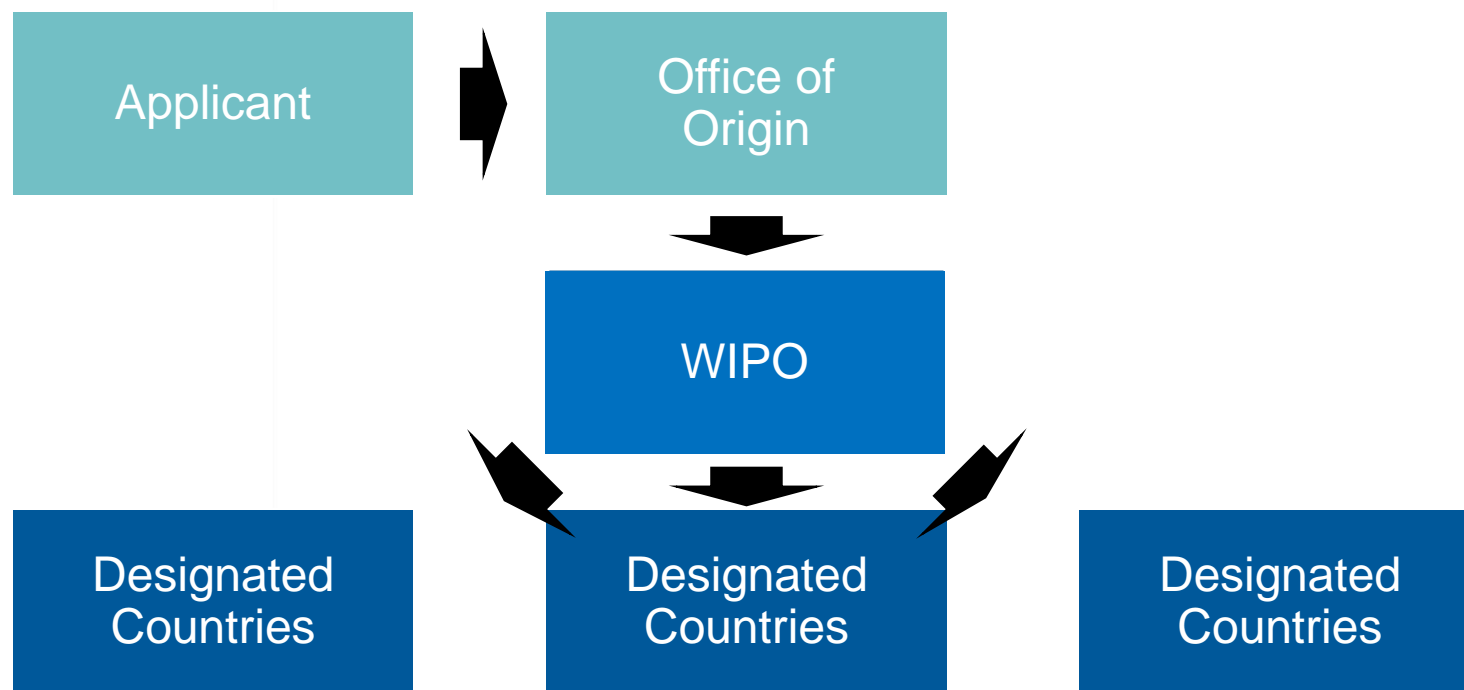 Applicant
Office of
Origin
WIPO
Designated
Countries
Designated
Countries
Designated
Countries